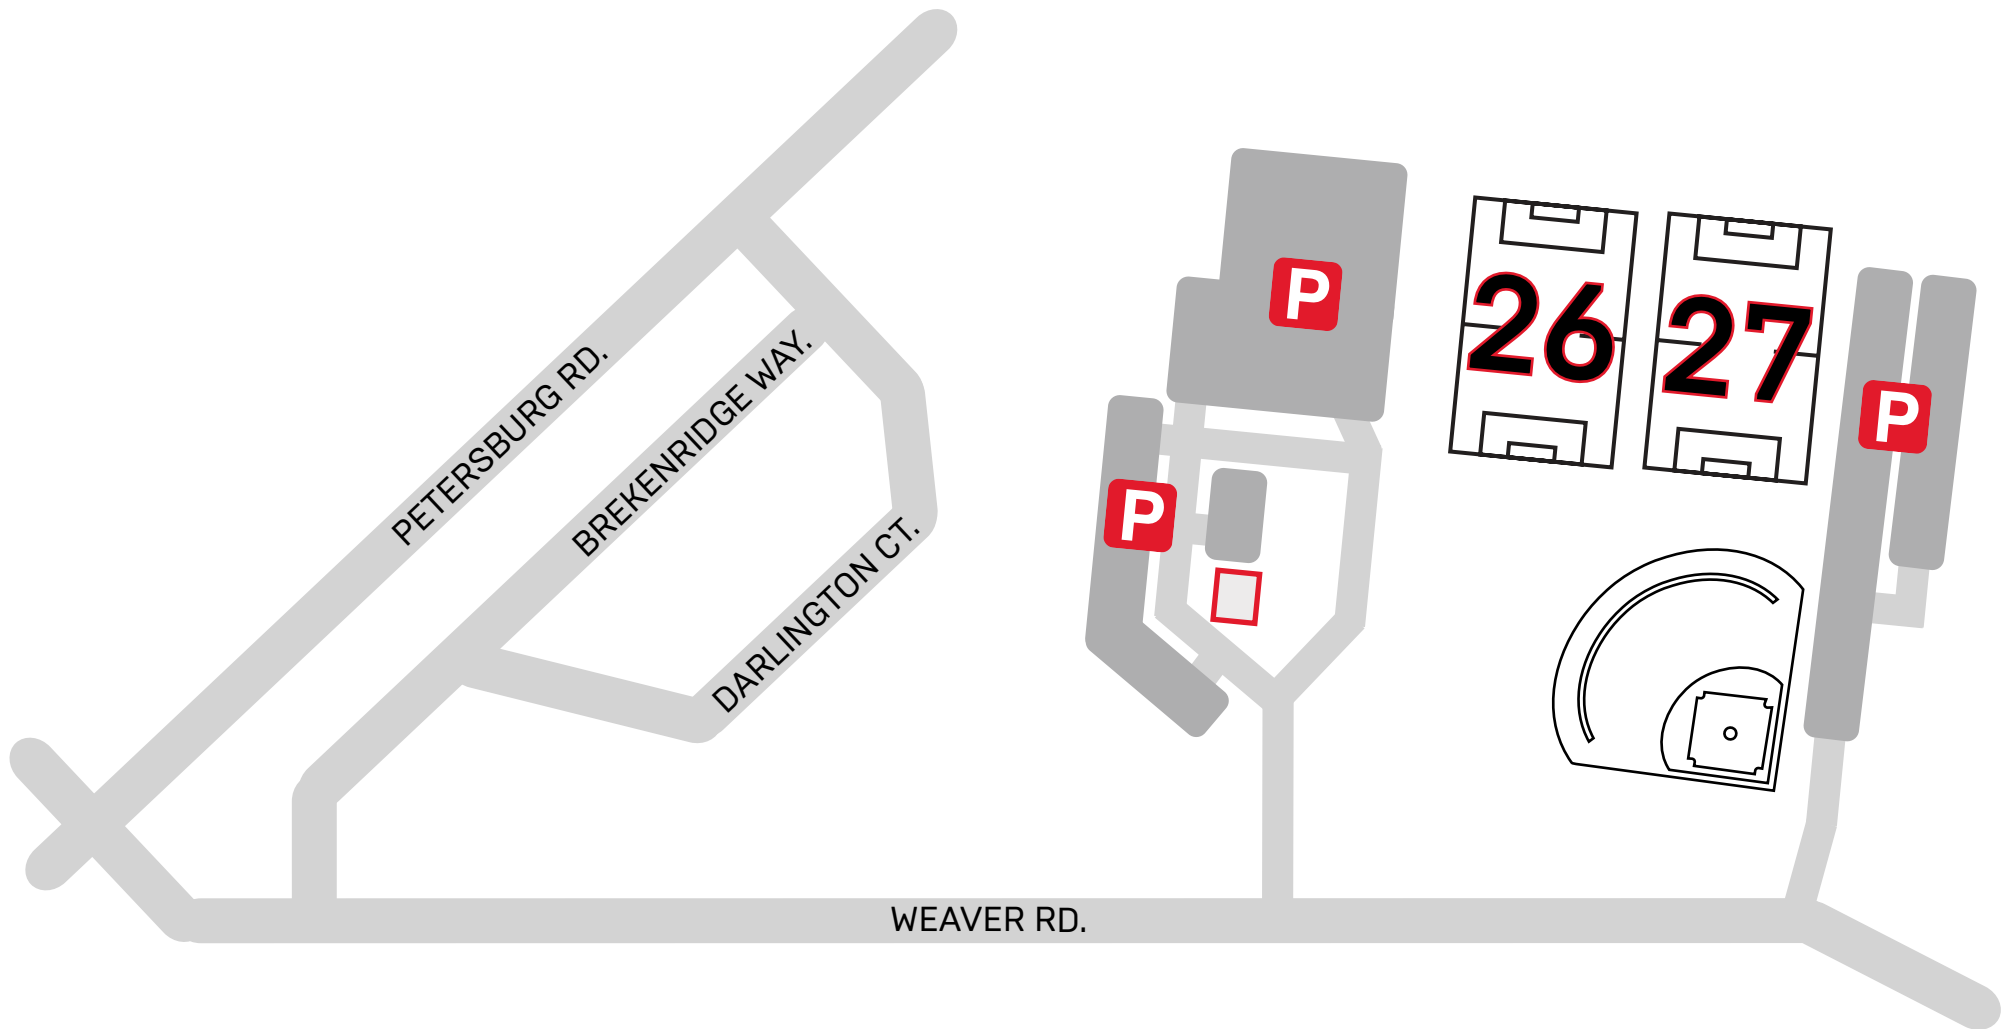 PETERSBURG RD.
BREKENRIDGE WAY.
DARLINGTON CT.
WEAVER RD.
P
P
P
26
27